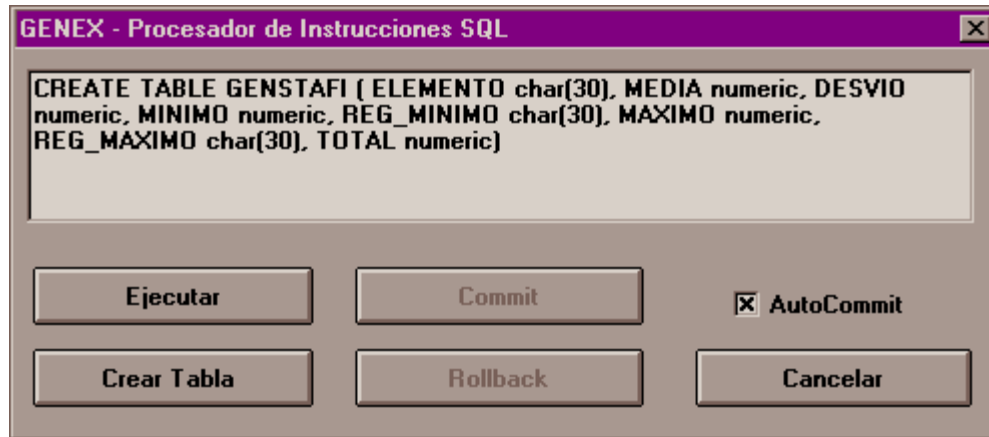 GENEX - Procesador de Instrucciones SQL
CREATE TABLE GENSTAFI ( ELEMENTO char(30), MEDIA numeric, DESVIO
numeric, MINIMO numeric, REG_MINIMO char(30), MAXIMO numeric,
REG_MAXIMO char(30), TOTAL numeric)
Ejecutar
Commit
AutoCommit
Crear Tabla
Rollback
Cancelar